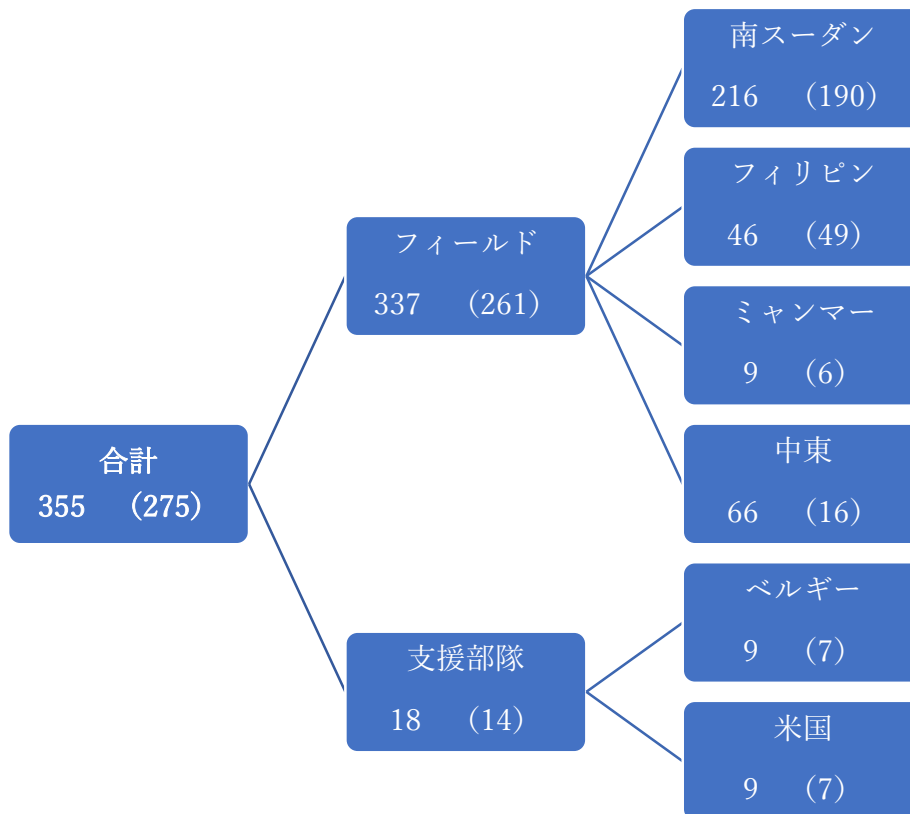 合計
355 （275）
フィールド
337 （261）
支援部隊
18 （14）
南スーダン
216 （190）
フィリピン
46 （49）
ミャンマー
9 （6）
中東
66 （16）
ベルギー
9 （7）
米国
9 （7）